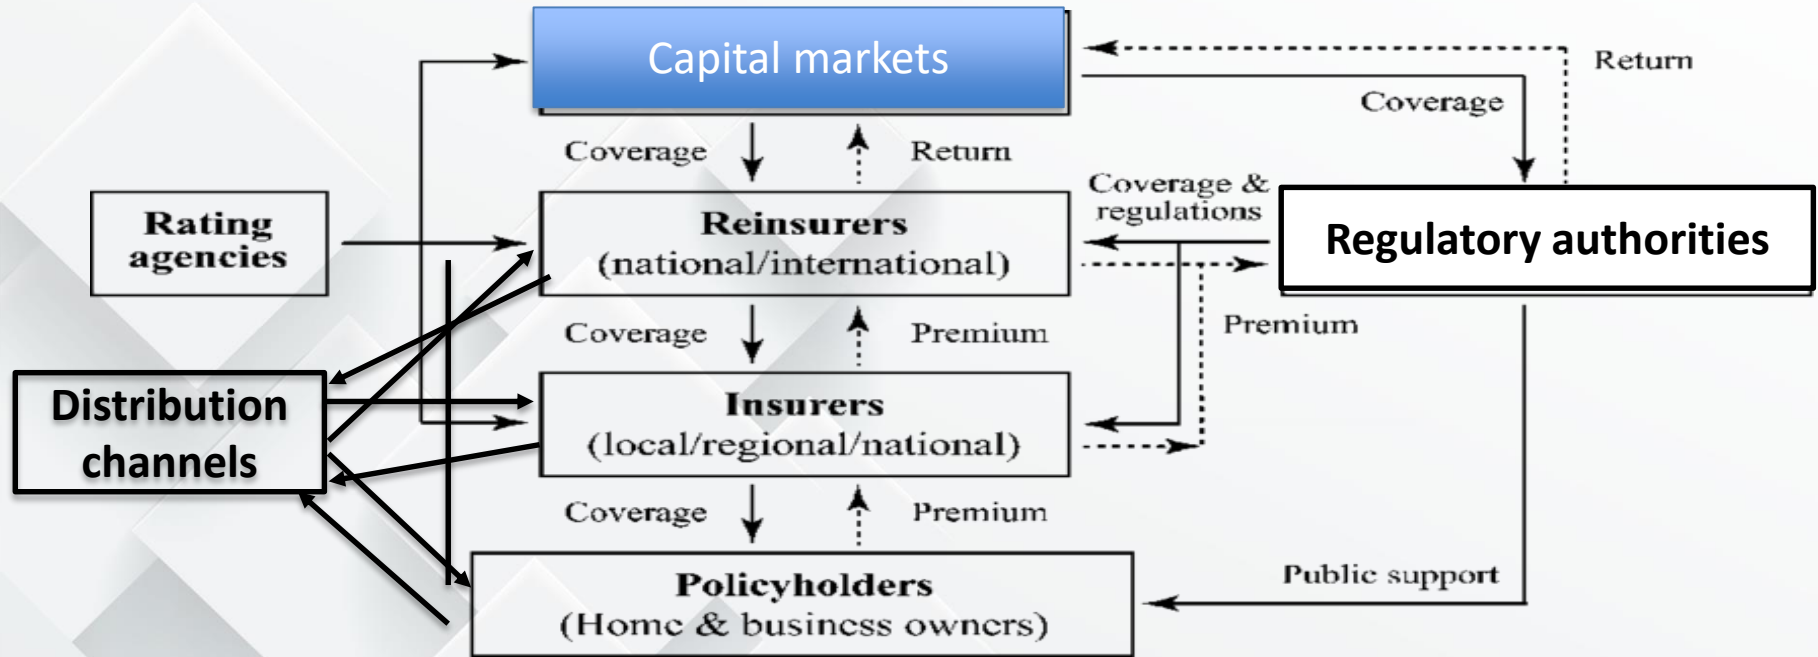 Capital markets
Return
Coverage
Coverage
Return
Coverage &
regulations
Rating
agencies
Reinsurers
(national/international)
Regulatory authorities
Coverage
Premium
Premium
Distribution
channels
Insurers
(local/regional/national)
Coverage
Premium
Policyholders
(Home & business owners)
Public support